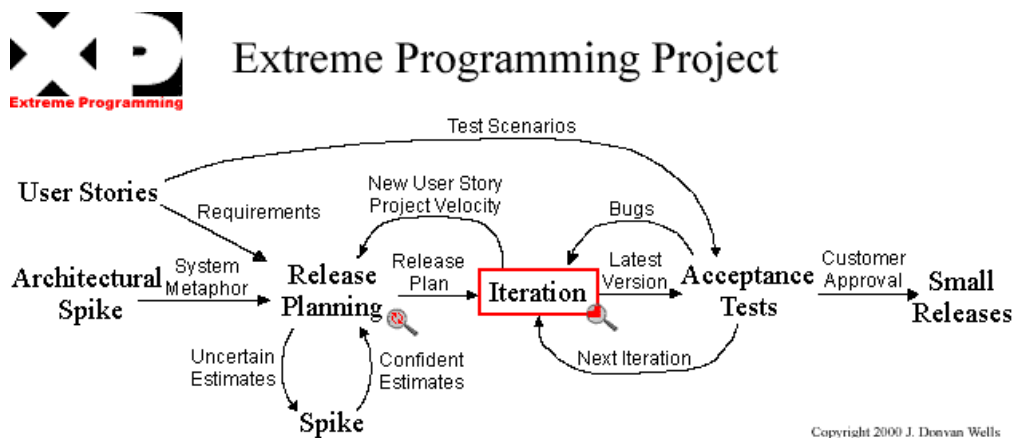 XP
Extreme Programming
Extreme Programming Project
Test Scenarios
User Stories
Requirements
New User Story
Project Velocity
Bugs
Architectural
Spike
System
Metaphor
Release
Planning
Release
Plan
Iteration
Latest
Version
Acceptance
Tests
Customer
Approval
Small
Releases
Uncertain
Estimates
Confident
Estimates
Next Iteration
Spike
Copyright 2000 J. Donvan Wells